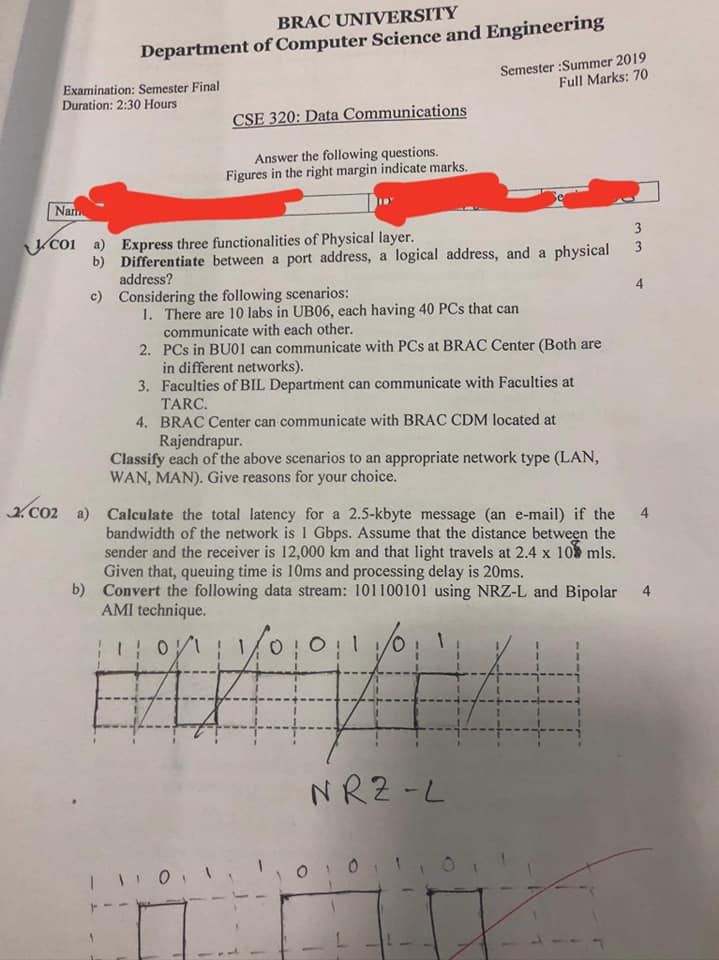 BRAC UNIVERSITY
Department of Computer Science and Engineering
Examination: Semester Final
Duration: 2:30 Hours
Semester :Summer 2019
Full Marks: 70
CSE 320: Data Communications
Answer the following questions.
Figures in the right margin indicate marks.
1. CO1 a) Express three functionalities of Physical layer. 3
b) Differentiate between a port address, a logical address, and a physical 3
address?
c) Considering the following scenarios: 4
1. There are 10 labs in UB06, each having 40 PCs that can
communicate with each other.
2. PCs in BU01 can communicate with PCs at BRAC Center (Both are
in different networks).
3. Faculties of BIL Department can communicate with Faculties at
TARC.
4. BRAC Center can communicate with BRAC CDM located at
Rajendrapur.
Classify each of the above scenarios to an appropriate network type (LAN,
WAN, MAN). Give reasons for your choice.
2. CO2 a) Calculate the total latency for a 2.5-kbyte message (an e-mail) if the 4
bandwidth of the network is 1 Gbps. Assume that the distance between the
sender and the receiver is 12,000 km and that light travels at 2.4 x 108 mls.
Given that, queuing time is 10ms and processing delay is 20ms.
b) Convert the following data stream: 101100101 using NRZ-L and Bipolar 4
AMI technique.
1 0 1 1 0 0 1 0 1
NRZ-L
1 0 1 1 0 0 1 0 1